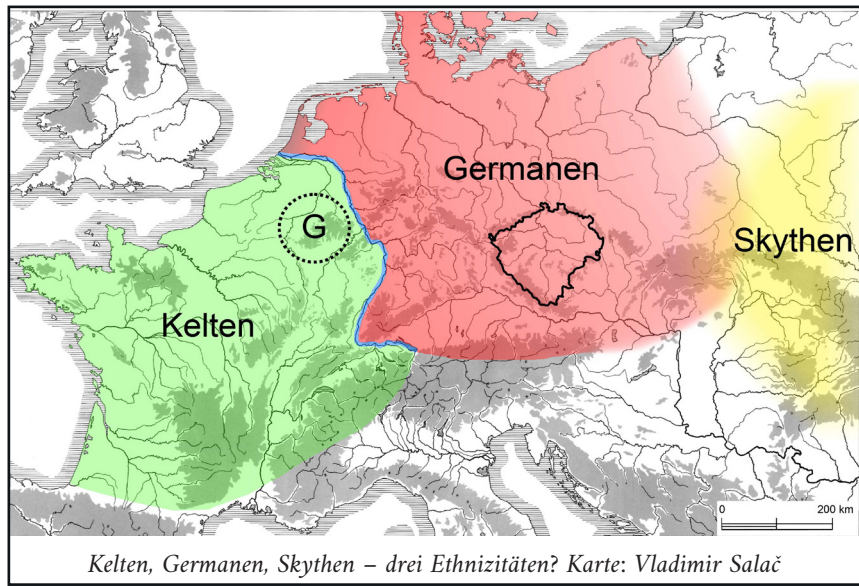 Germanen
G
Skythen
Kelten
0 200 km
Kelten, Germanen, Skythen – drei Ethnizitäten? Karte: Vladimir Salač